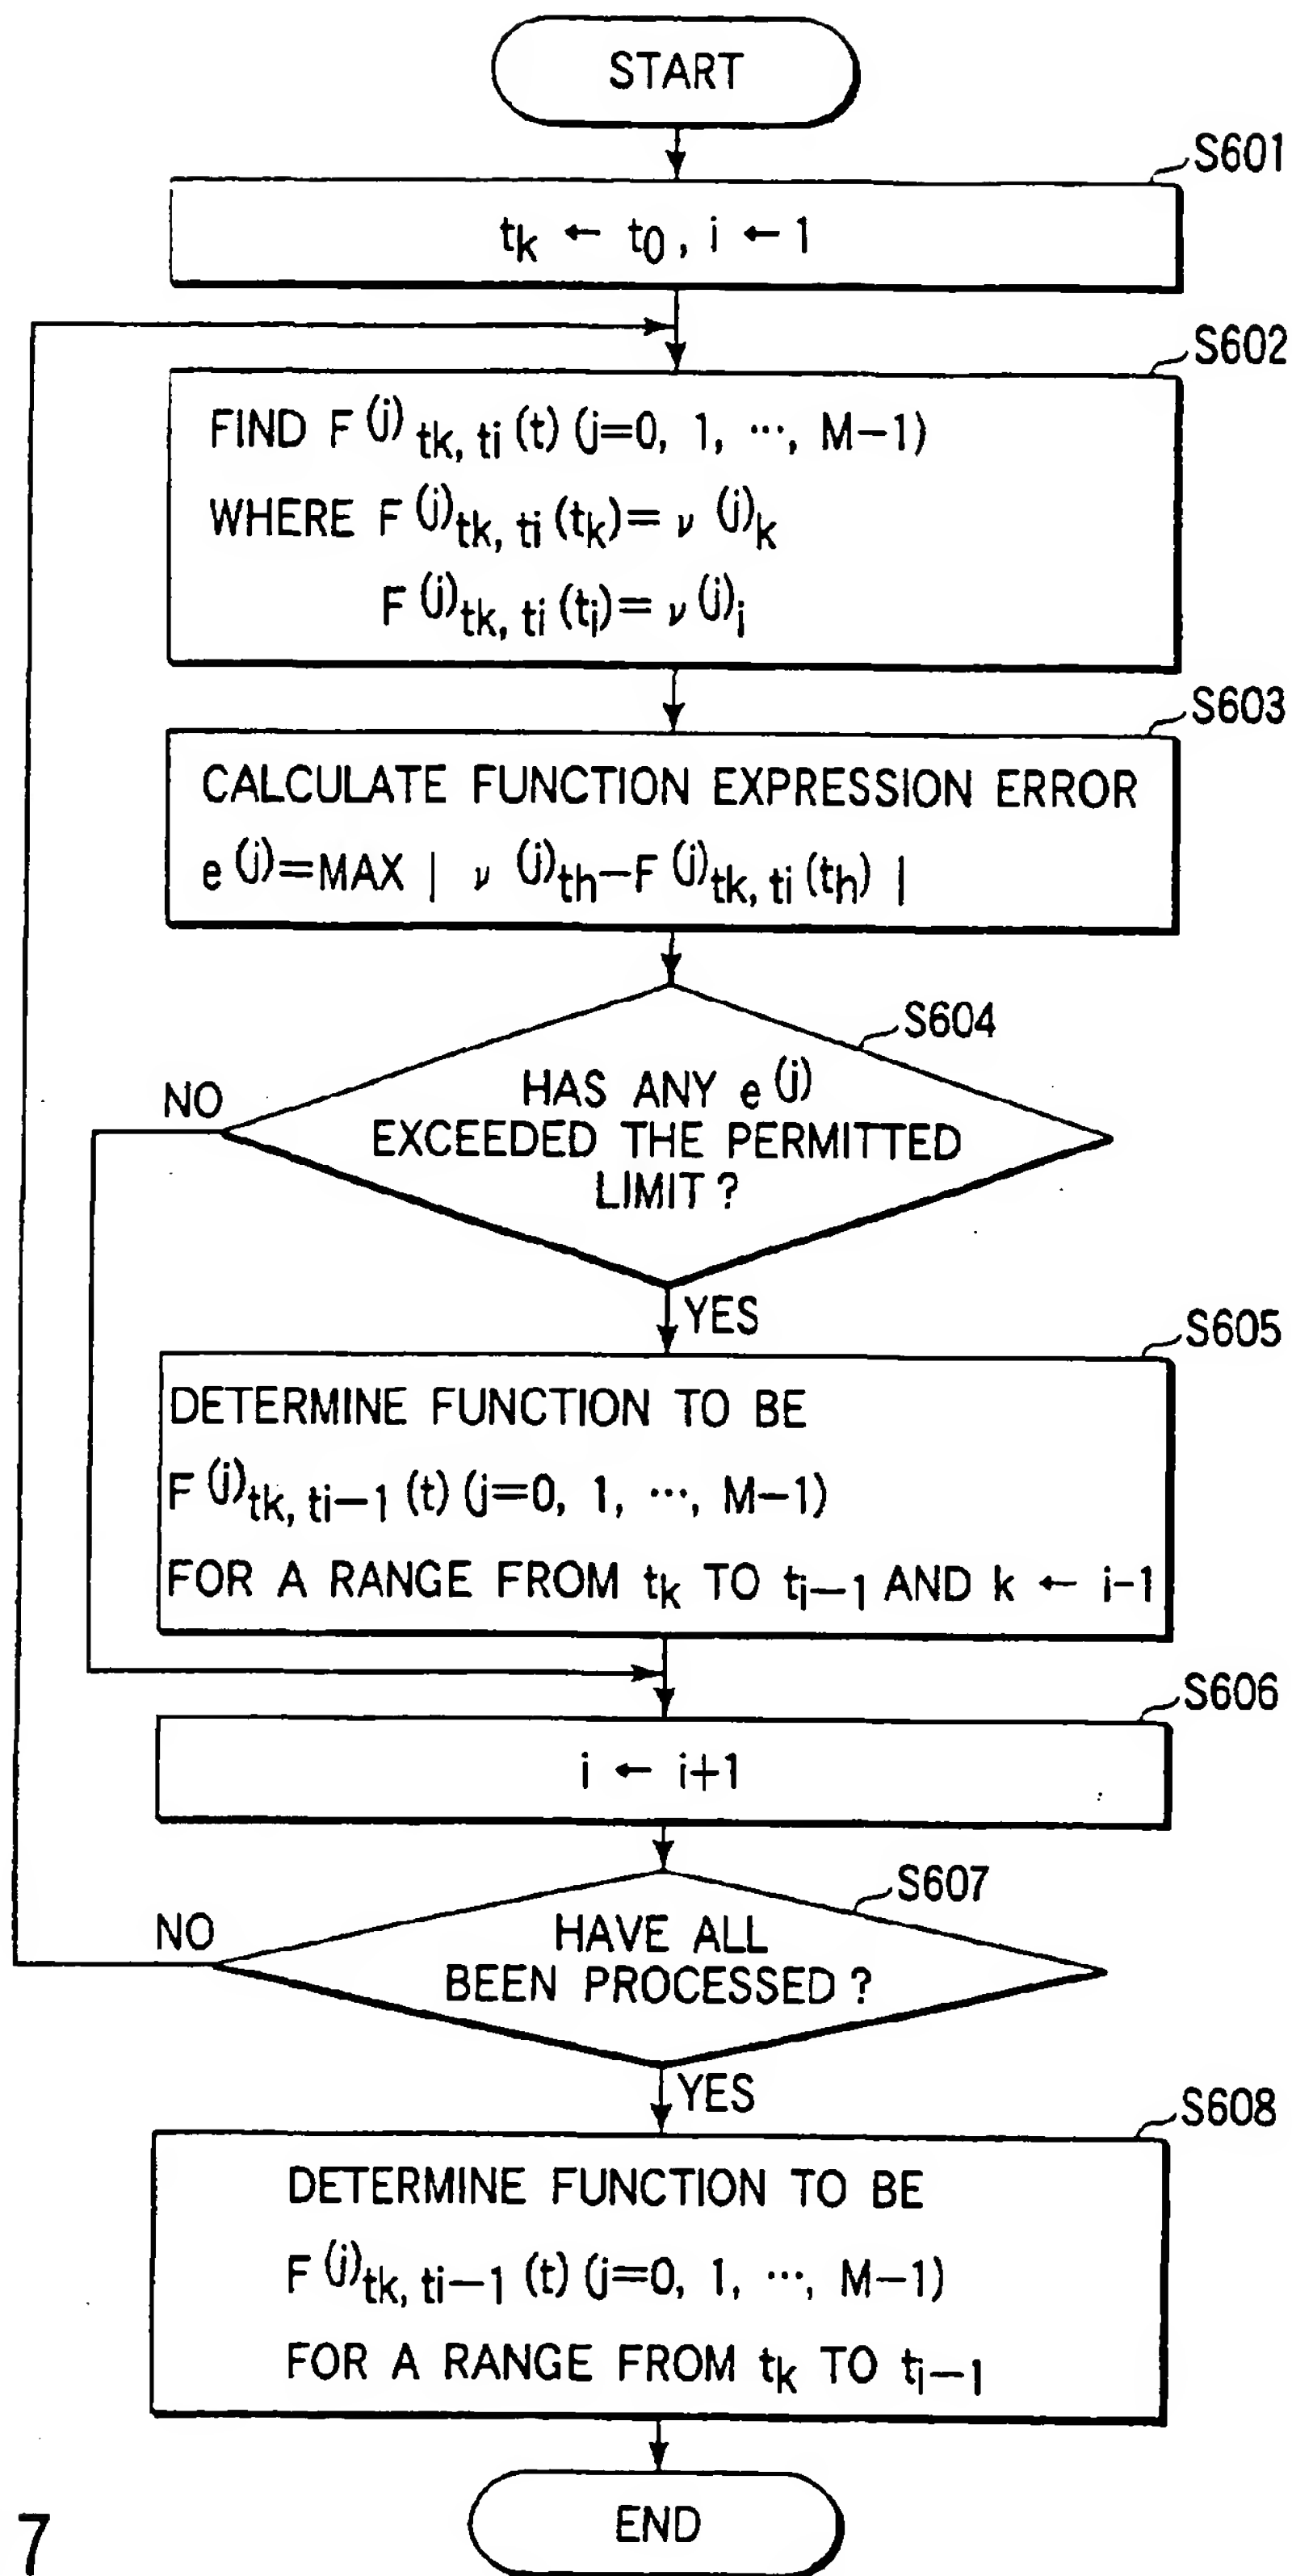 START
S601
tk ← t0, i ← 1
S602
FIND F(j)tk, ti (t) (j=0, 1, ···, M−1)
WHERE F(j)tk, ti (tk)= ν(j)k
F(j)tk, ti (ti)= ν(j)i
S603
CALCULATE FUNCTION EXPRESSION ERROR
e(j)=MAX | ν(j)th−F(j)tk, ti (th) |
S604
HAS ANY e(j)
EXCEEDED THE PERMITTED
LIMIT?
NO
YES
S605
DETERMINE FUNCTION TO BE
F(j)tk, ti−1 (t) (j=0, 1, ···, M−1)
FOR A RANGE FROM tk TO ti−1 AND k ← i-1
S606
i ← i+1
S607
HAVE ALL
BEEN PROCESSED?
NO
YES
S608
DETERMINE FUNCTION TO BE
F(j)tk, ti−1 (t) (j=0, 1, ···, M−1)
FOR A RANGE FROM tk TO ti−1
END
7